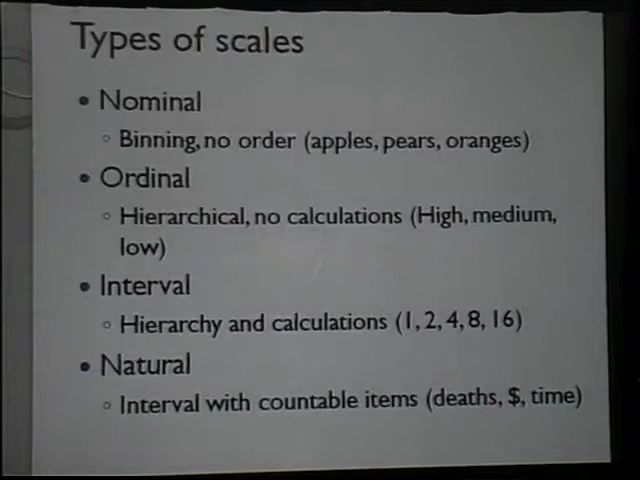 Types of scales
• Nominal
◦ Binning, no order (apples, pears, oranges)
• Ordinal
◦ Hierarchical, no calculations (High, medium,
low)
• Interval
◦ Hierarchy and calculations (1, 2, 4, 8, 16)
• Natural
◦ Interval with countable items (deaths, $, time)